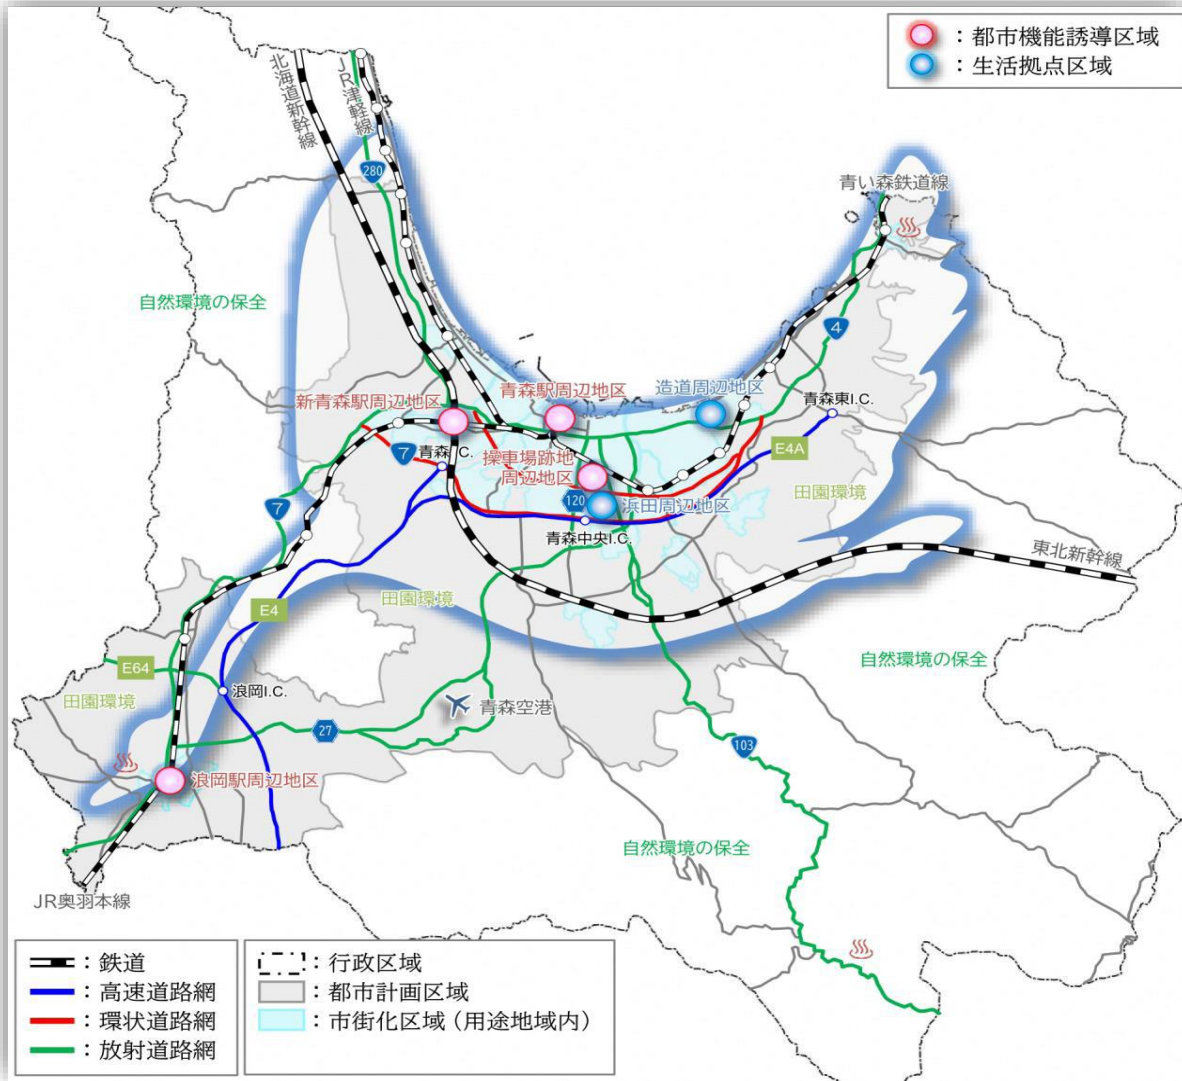 ：都市機能誘導区域
：生活拠点区域
北海道新幹線
JR津軽線
280
青い森鉄道線
自然環境の保全
4
新青森駅周辺地区
青森駅周辺地区
造道周辺地区
青森東I.C.
7
青森I.C.
操車場跡地
周辺地区
E4A
7
120
浜田周辺地区
田園環境
青森中央I.C.
東北新幹線
E4
田園環境
E64
自然環境の保全
田園環境
浪岡I.C.
青森空港
27
103
浪岡駅周辺地区
自然環境の保全
JR奥羽本線
：鉄道
：高速道路網
：環状道路網
：放射道路網
：行政区域
：都市計画区域
：市街化区域（用途地域内）